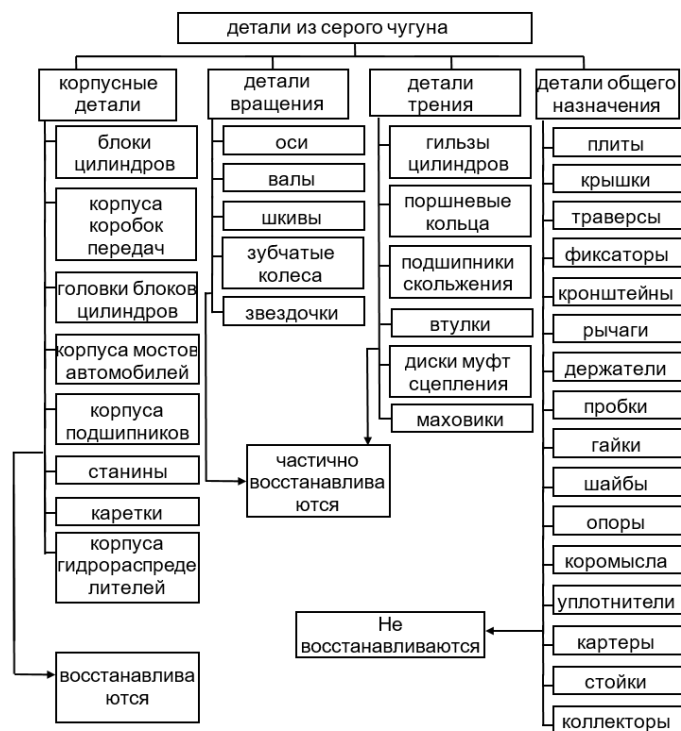 детали из серого чугуна
корпусные
детали
блоки
цилиндров
корпуса
коробок
передач
головки блоков
цилиндров
корпуса мостов
автомобилей
корпуса
подшипников
станины
каретки
корпуса
гидрораспреде
лителей
восстанавлива
ются
детали
вращения
оси
валы
шкивы
зубчатые
колеса
звездочки
детали
трения
гильзы
цилиндров
поршневые
кольца
подшипники
скольжения
втулки
диски муфт
сцепления
маховики
частично
восстанавлива
ются
детали общего
назначения
плиты
крышки
траверсы
фиксаторы
кронштейны
рычаги
держатели
пробки
гайки
шайбы
опоры
коромысла
уплотнители
картеры
стойки
коллекторы
Не
восстанавливаются